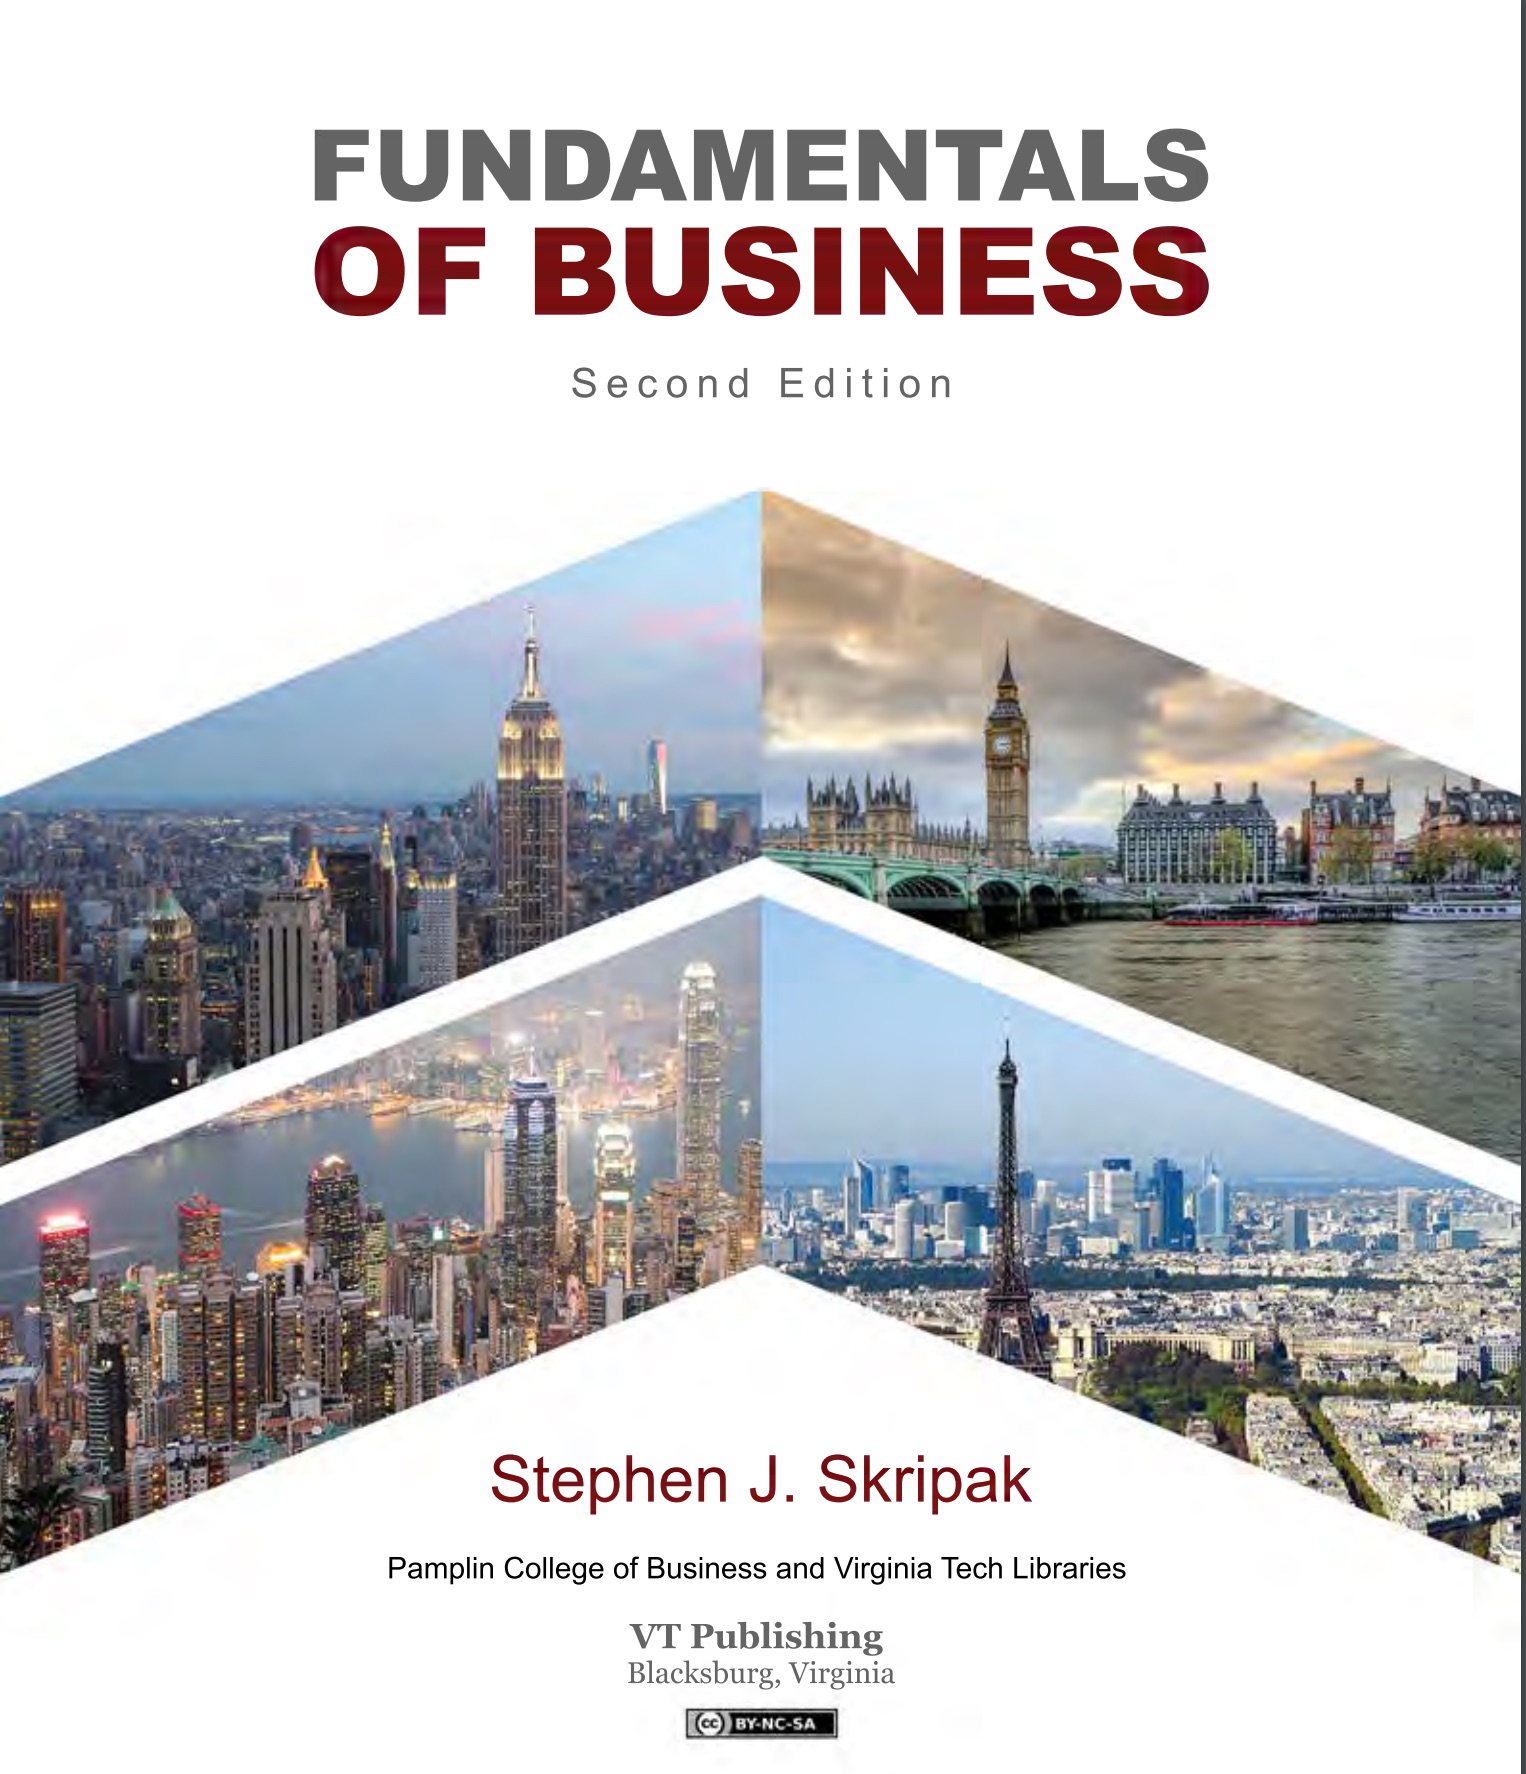 FUNDAMENTALS
OF BUSINESS
Second Edition
Stephen J. Skripak
Pamplin College of Business and Virginia Tech Libraries
VT Publishing
Blacksburg, Virginia
cc BY-NC-SA